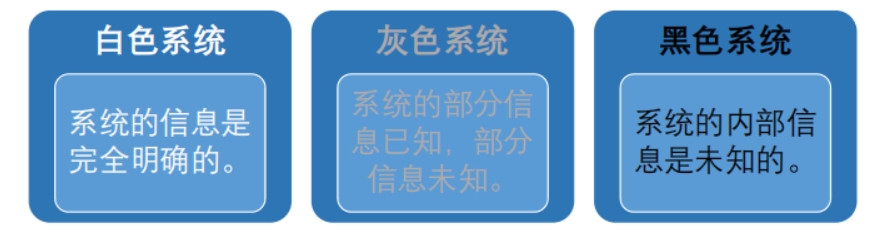 白色系统
系统的信息是
完全明确的。
灰色系统
系统的部分信
息已知，部分
信息未知。
黑色系统
系统的内部信
息是未知的。